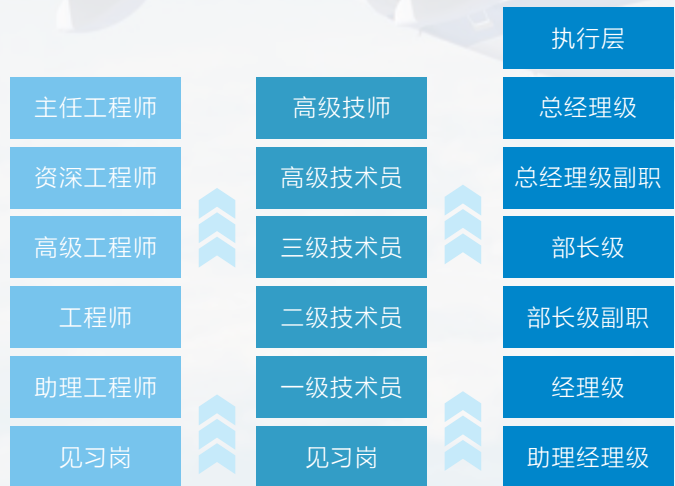 执行层
主任工程师
高级技师
总经理级
资深工程师
高级技术员
总经理级副职
高级工程师
三级技术员
部长级
工程师
二级技术员
部长级副职
助理工程师
一级技术员
经理级
见习岗
见习岗
助理经理级